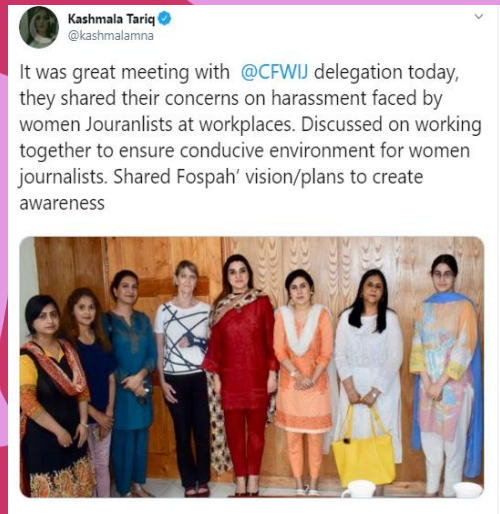 Kashmala Tariq
@kashmalamna
It was great meeting with @CFWIJ delegation today,
they shared their concerns on harassment faced by
women Jouranlists at workplaces. Discussed on working
together to ensure conducive environment for women
journalists. Shared Fospah' vision/plans to create
awareness